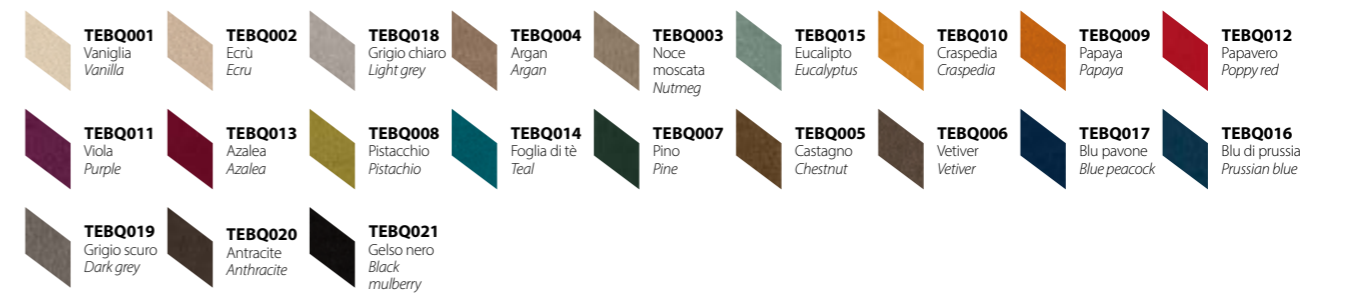 TEBQ001
Vaniglia
Vanilla
TEBQ002
Ecrù
Ecru
TEBQ018
Grigio chiaro
Light grey
TEBQ004
Argan
Argan
TEBQ003
Noce
moscata
Nutmeg
TEBQ015
Eucalipto
Eucalyptus
TEBQ010
Craspedia
Craspedia
TEBQ009
Papaya
Papaya
TEBQ012
Papavero
Poppy red
TEBQ011
Viola
Purple
TEBQ013
Azalea
Azalea
TEBQ008
Pistacchio
Pistachio
TEBQ014
Foglia di tè
Teal
TEBQ007
Pino
Pine
TEBQ005
Castagno
Chestnut
TEBQ006
Vetiver
Vetiver
TEBQ017
Blu pavone
Blue peacock
TEBQ016
Blu di prussia
Prussian blue
TEBQ019
Grigio scuro
Dark grey
TEBQ020
Antracite
Anthracite
TEBQ021
Gelso nero
Black
mulberry